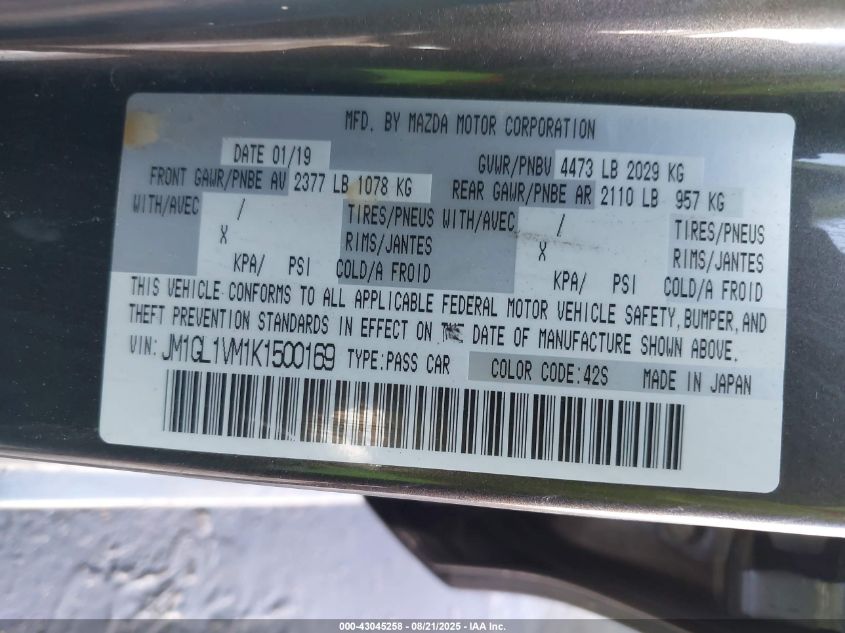 MFD. BY MAZDA MOTOR CORPORATION
DATE 01/19 GVWR/PNBV 4473 LB 2029 KG
FRONT GAWR/PNBE AV 2377 LB 1078 KG REAR GAWR/PNBE AR 2110 LB 957 KG
WITH/AVEC / TIRES/PNEUS WITH/AVEC / TIRES/PNEUS
X RIMS/JANTES X RIMS/JANTES
KPA/ PSI COLD/A FROID KPA/ PSI COLD/A FROID
THIS VEHICLE CONFORMS TO ALL APPLICABLE FEDERAL MOTOR VEHICLE SAFETY, BUMPER, AND
THEFT PREVENTION STANDARDS IN EFFECT ON THE DATE OF MANUFACTURE SHOWN ABOVE.
VIN: JM1GL1VM1K1500169 TYPE:PASS CAR COLOR CODE:42S MADE IN JAPAN
000-43045258 - 08/21/2025 - IAA Inc.